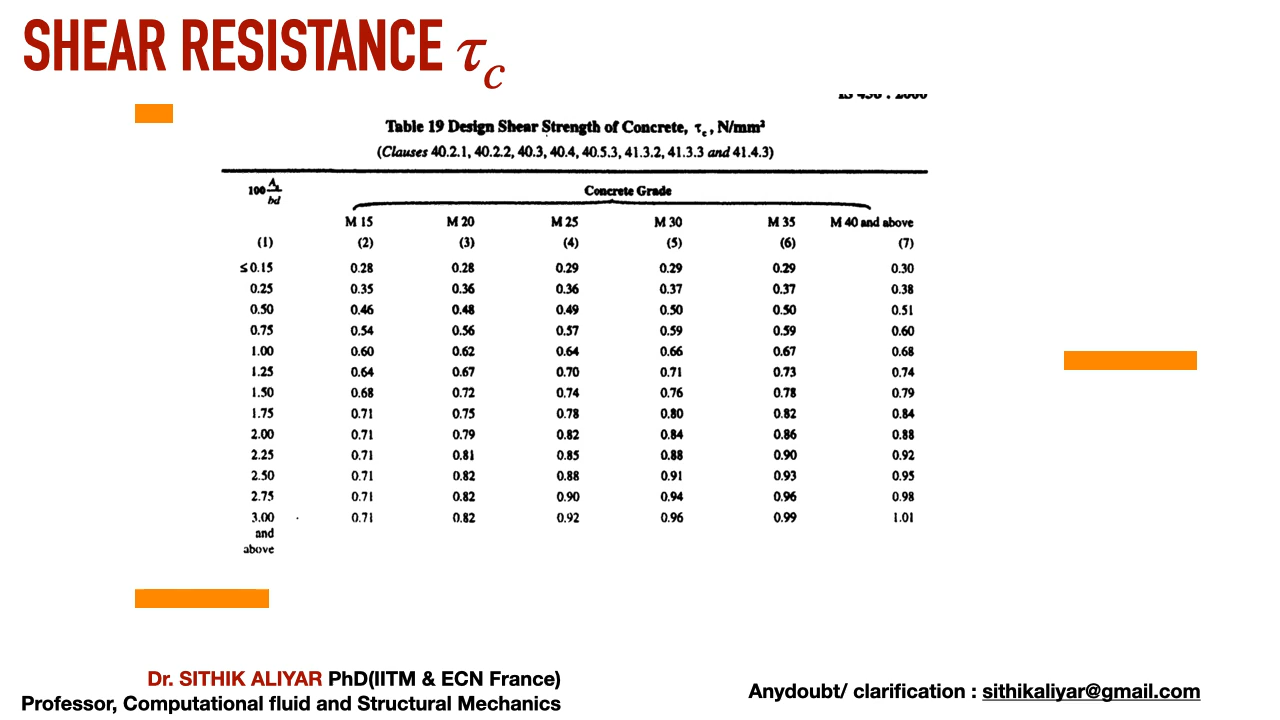 SHEAR RESISTANCE τc
IS 456 : 2000
Table 19 Design Shear Strength of Concrete, τc, N/mm²
(Clauses 40.2.1, 40.2.2, 40.3, 40.4, 40.5.3, 41.3.2, 41.3.3 and 41.4.3)
100 As/bd Concrete Grade
M 15 M 20 M 25 M 30 M 35 M 40 and above
(1) (2) (3) (4) (5) (6) (7)
≤ 0.15 0.28 0.28 0.29 0.29 0.29 0.30
0.25 0.35 0.36 0.36 0.37 0.37 0.38
0.50 0.46 0.48 0.49 0.50 0.50 0.51
0.75 0.54 0.56 0.57 0.59 0.59 0.60
1.00 0.60 0.62 0.64 0.66 0.67 0.68
1.25 0.64 0.67 0.70 0.71 0.73 0.74
1.50 0.68 0.72 0.74 0.76 0.78 0.79
1.75 0.71 0.75 0.78 0.80 0.82 0.84
2.00 0.71 0.79 0.82 0.84 0.86 0.88
2.25 0.71 0.81 0.85 0.88 0.90 0.92
2.50 0.71 0.82 0.88 0.91 0.93 0.95
2.75 0.71 0.82 0.90 0.94 0.96 0.98
3.00 0.71 0.82 0.92 0.96 0.99 1.01
and
above
Dr. SITHIK ALIYAR PhD(IITM & ECN France)
Professor, Computational fluid and Structural Mechanics
Anydoubt/ clarification : sithikaliyar@gmail.com